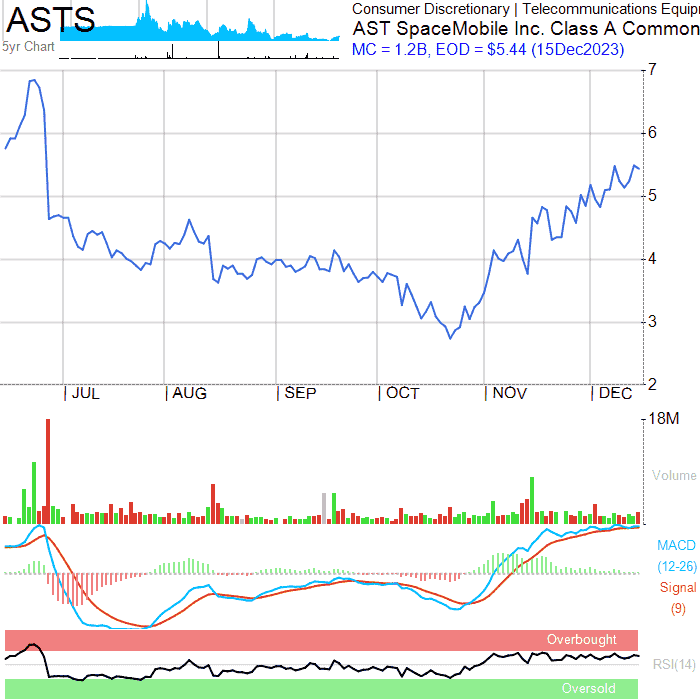 ASTS
5yr Chart
Consumer Discretionary | Telecommunications Equip
AST SpaceMobile Inc. Class A Common
MC = 1.2B, EOD = $5.44 (15Dec2023)
7
6
5
4
3
2
JUL AUG SEP OCT NOV DEC
18M
Volume
MACD
(12-26)
Signal
(9)
Overbought
RSI(14)
Oversold